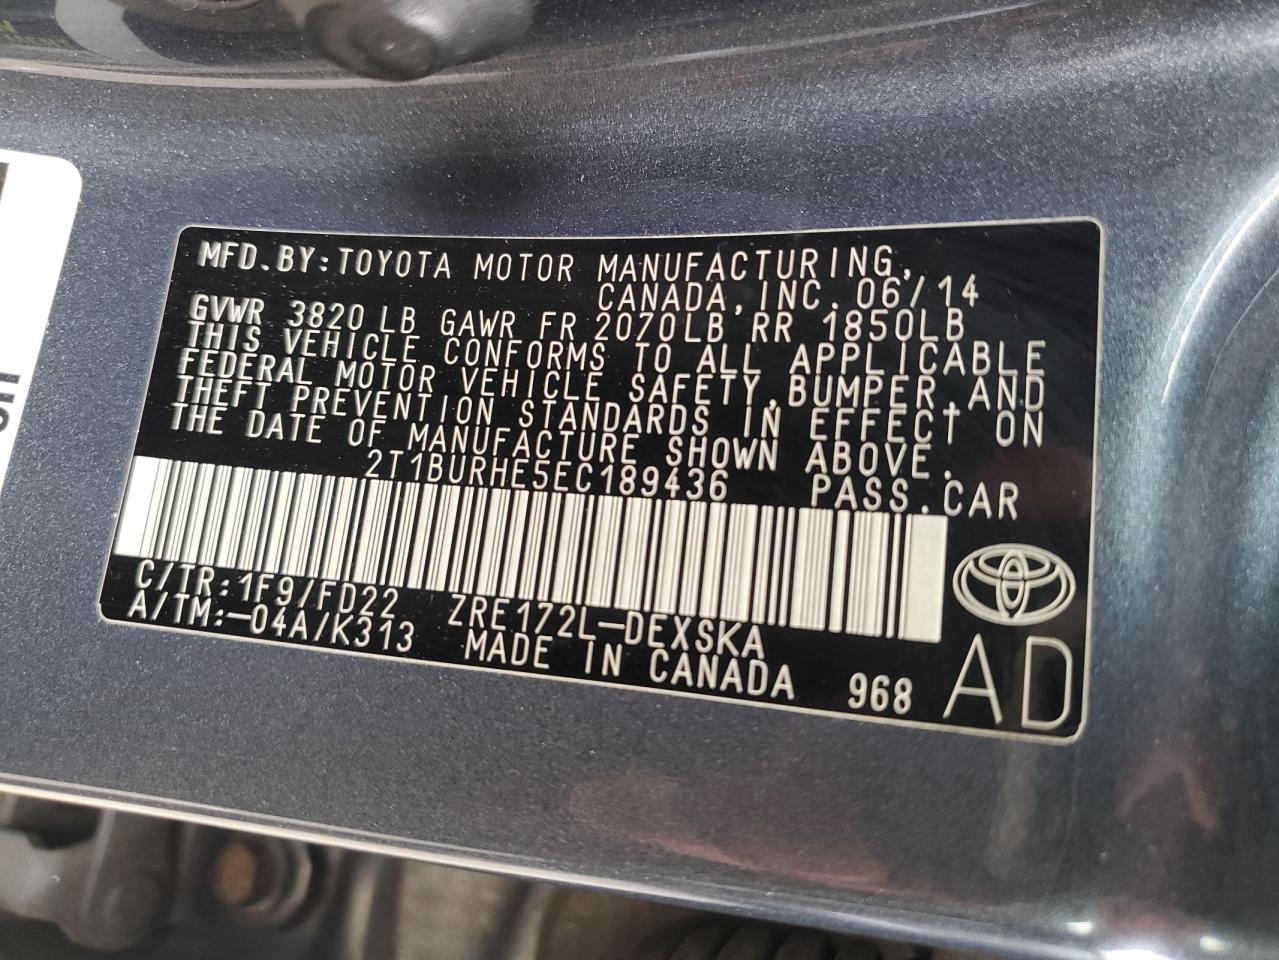 MFD.BY:TOYOTA MOTOR MANUFACTURING,
CANADA,INC. 06/14
GVWR 3820 LB GAWR FR 2070LB RR 1850LB
THIS VEHICLE CONFORMS TO ALL APPLICABLE
FEDERAL MOTOR VEHICLE SAFETY,BUMPER AND
THEFT PREVENTION STANDARDS IN EFFECT ON
THE DATE OF MANUFACTURE SHOWN ABOVE.
2T1BURHE5EC189436 PASS.CAR
C/TR:1F9/FD22 ZRE172L-DEXSKA
A/TM:-04A/K313 MADE IN CANADA 968 AD